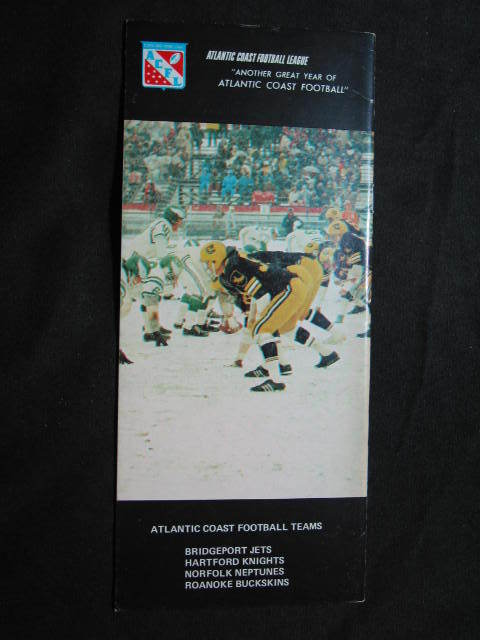 ACFL
ATLANTIC COAST FOOTBALL LEAGUE
"ANOTHER GREAT YEAR OF
ATLANTIC COAST FOOTBALL"
ATLANTIC COAST FOOTBALL TEAMS
BRIDGEPORT JETS
HARTFORD KNIGHTS
NORFOLK NEPTUNES
ROANOKE BUCKSKINS